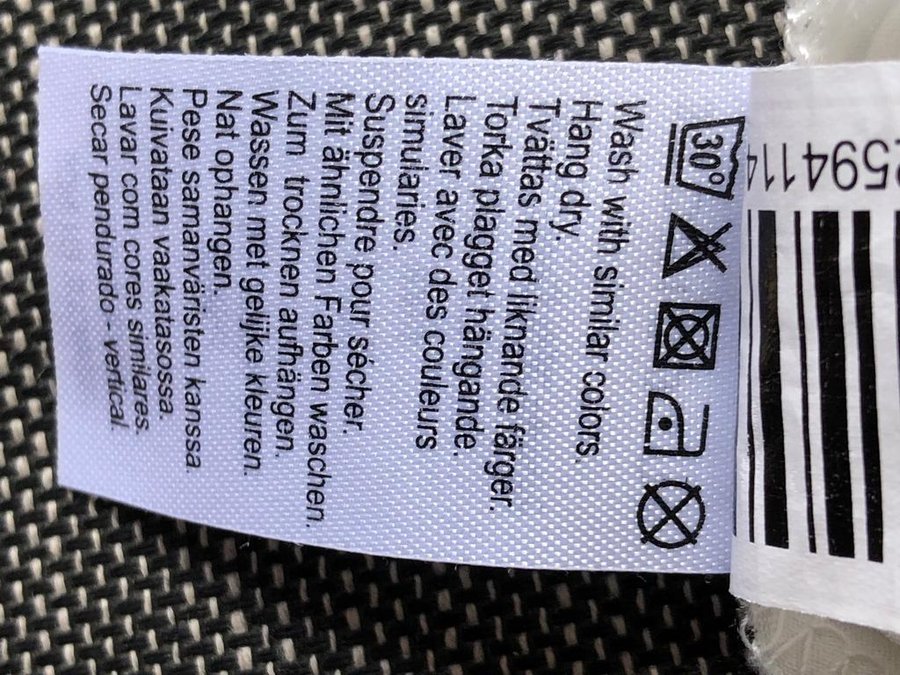 30°
Wash with similar colors.
Hang dry.
Tvättas med liknande färger.
Torka plagget hängande.
Laver avec des couleurs
simuiaries.
Suspendre pour sécher.
Mit ähnlichen Farben waschen.
Zum trocknen aufhängen.
Wassen met gelijke kleuren.
Nat ophangen.
Pese samanväristen kanssa.
Kuivataan vaakatasossa.
Lavar com cores similares.
Secar pendurado - vertical.
594114